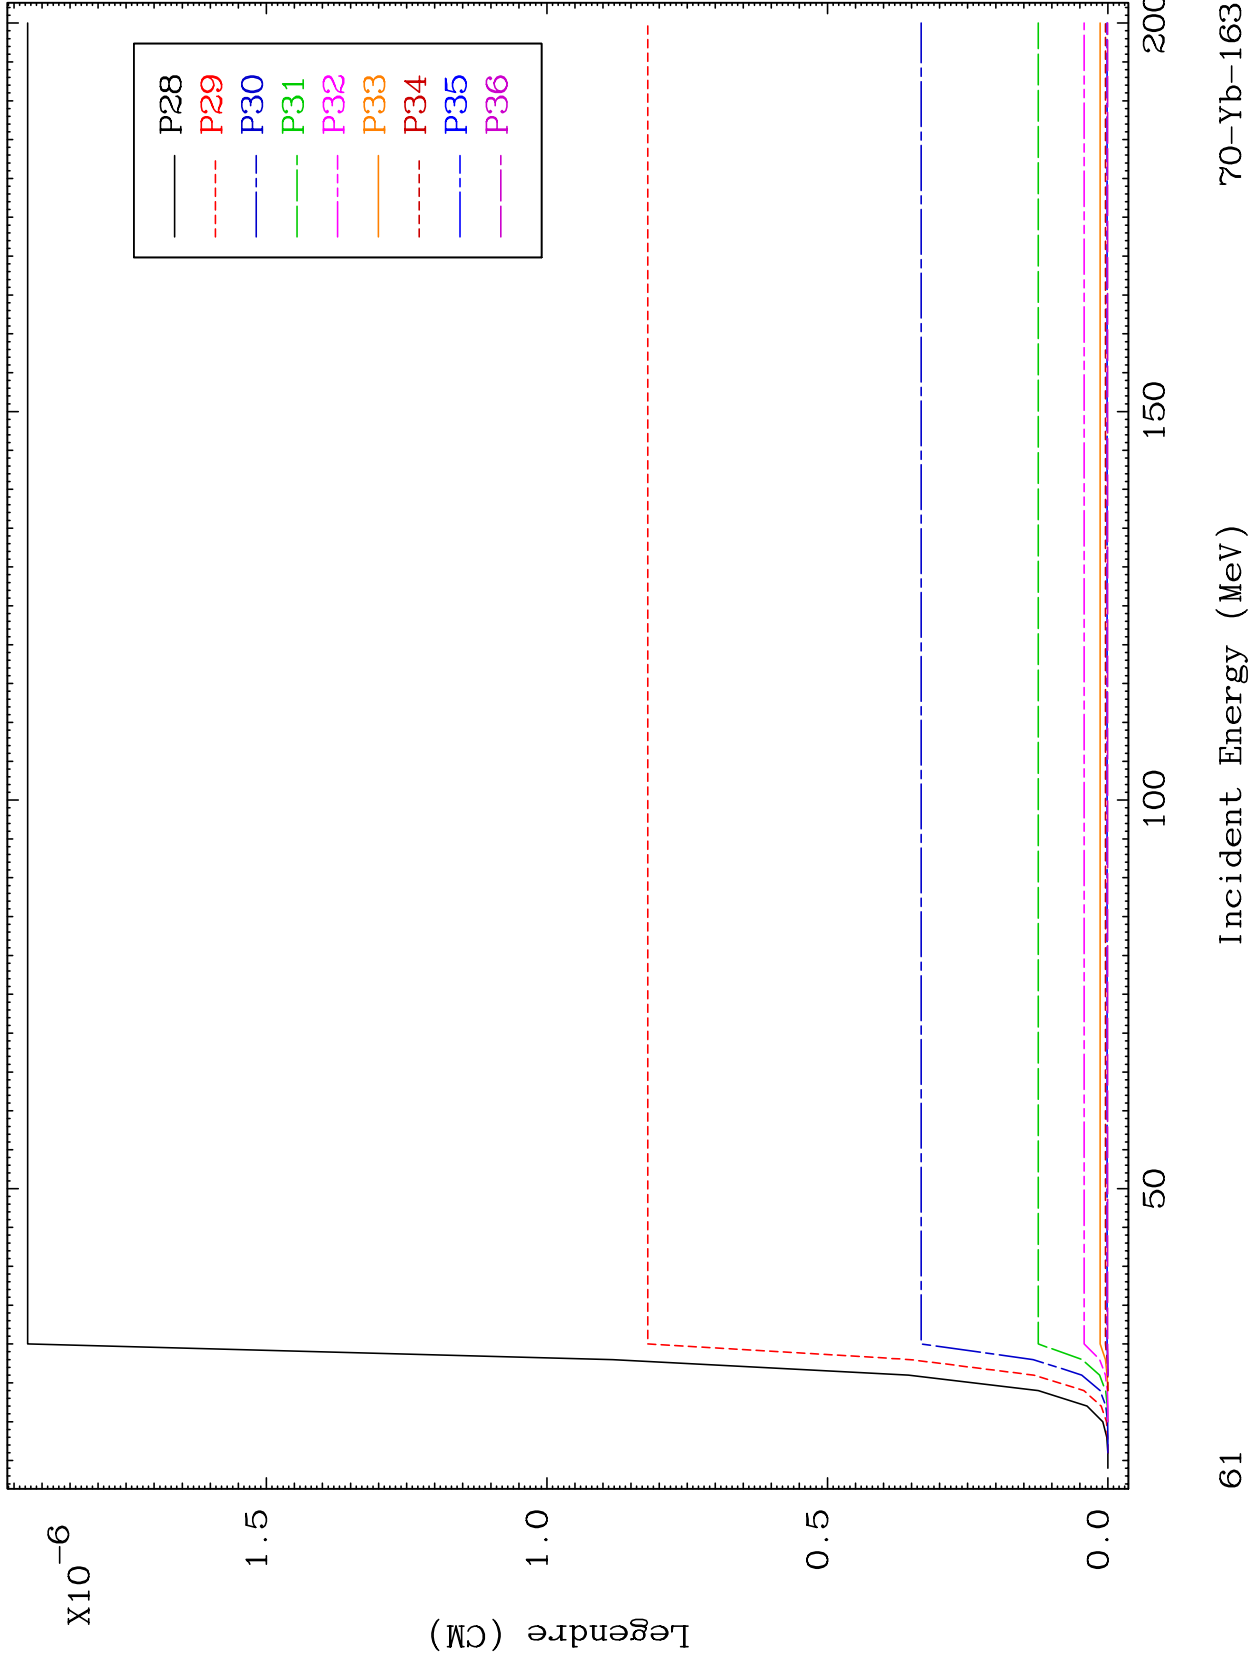 X10−6
1.5
1.0
0.5
0.0
Legendre (CM)
P28
P29
P30
P31
P32
P33
P34
P35
P36
50
100
150
200
Incident Energy (MeV)
61
70−Yb−163